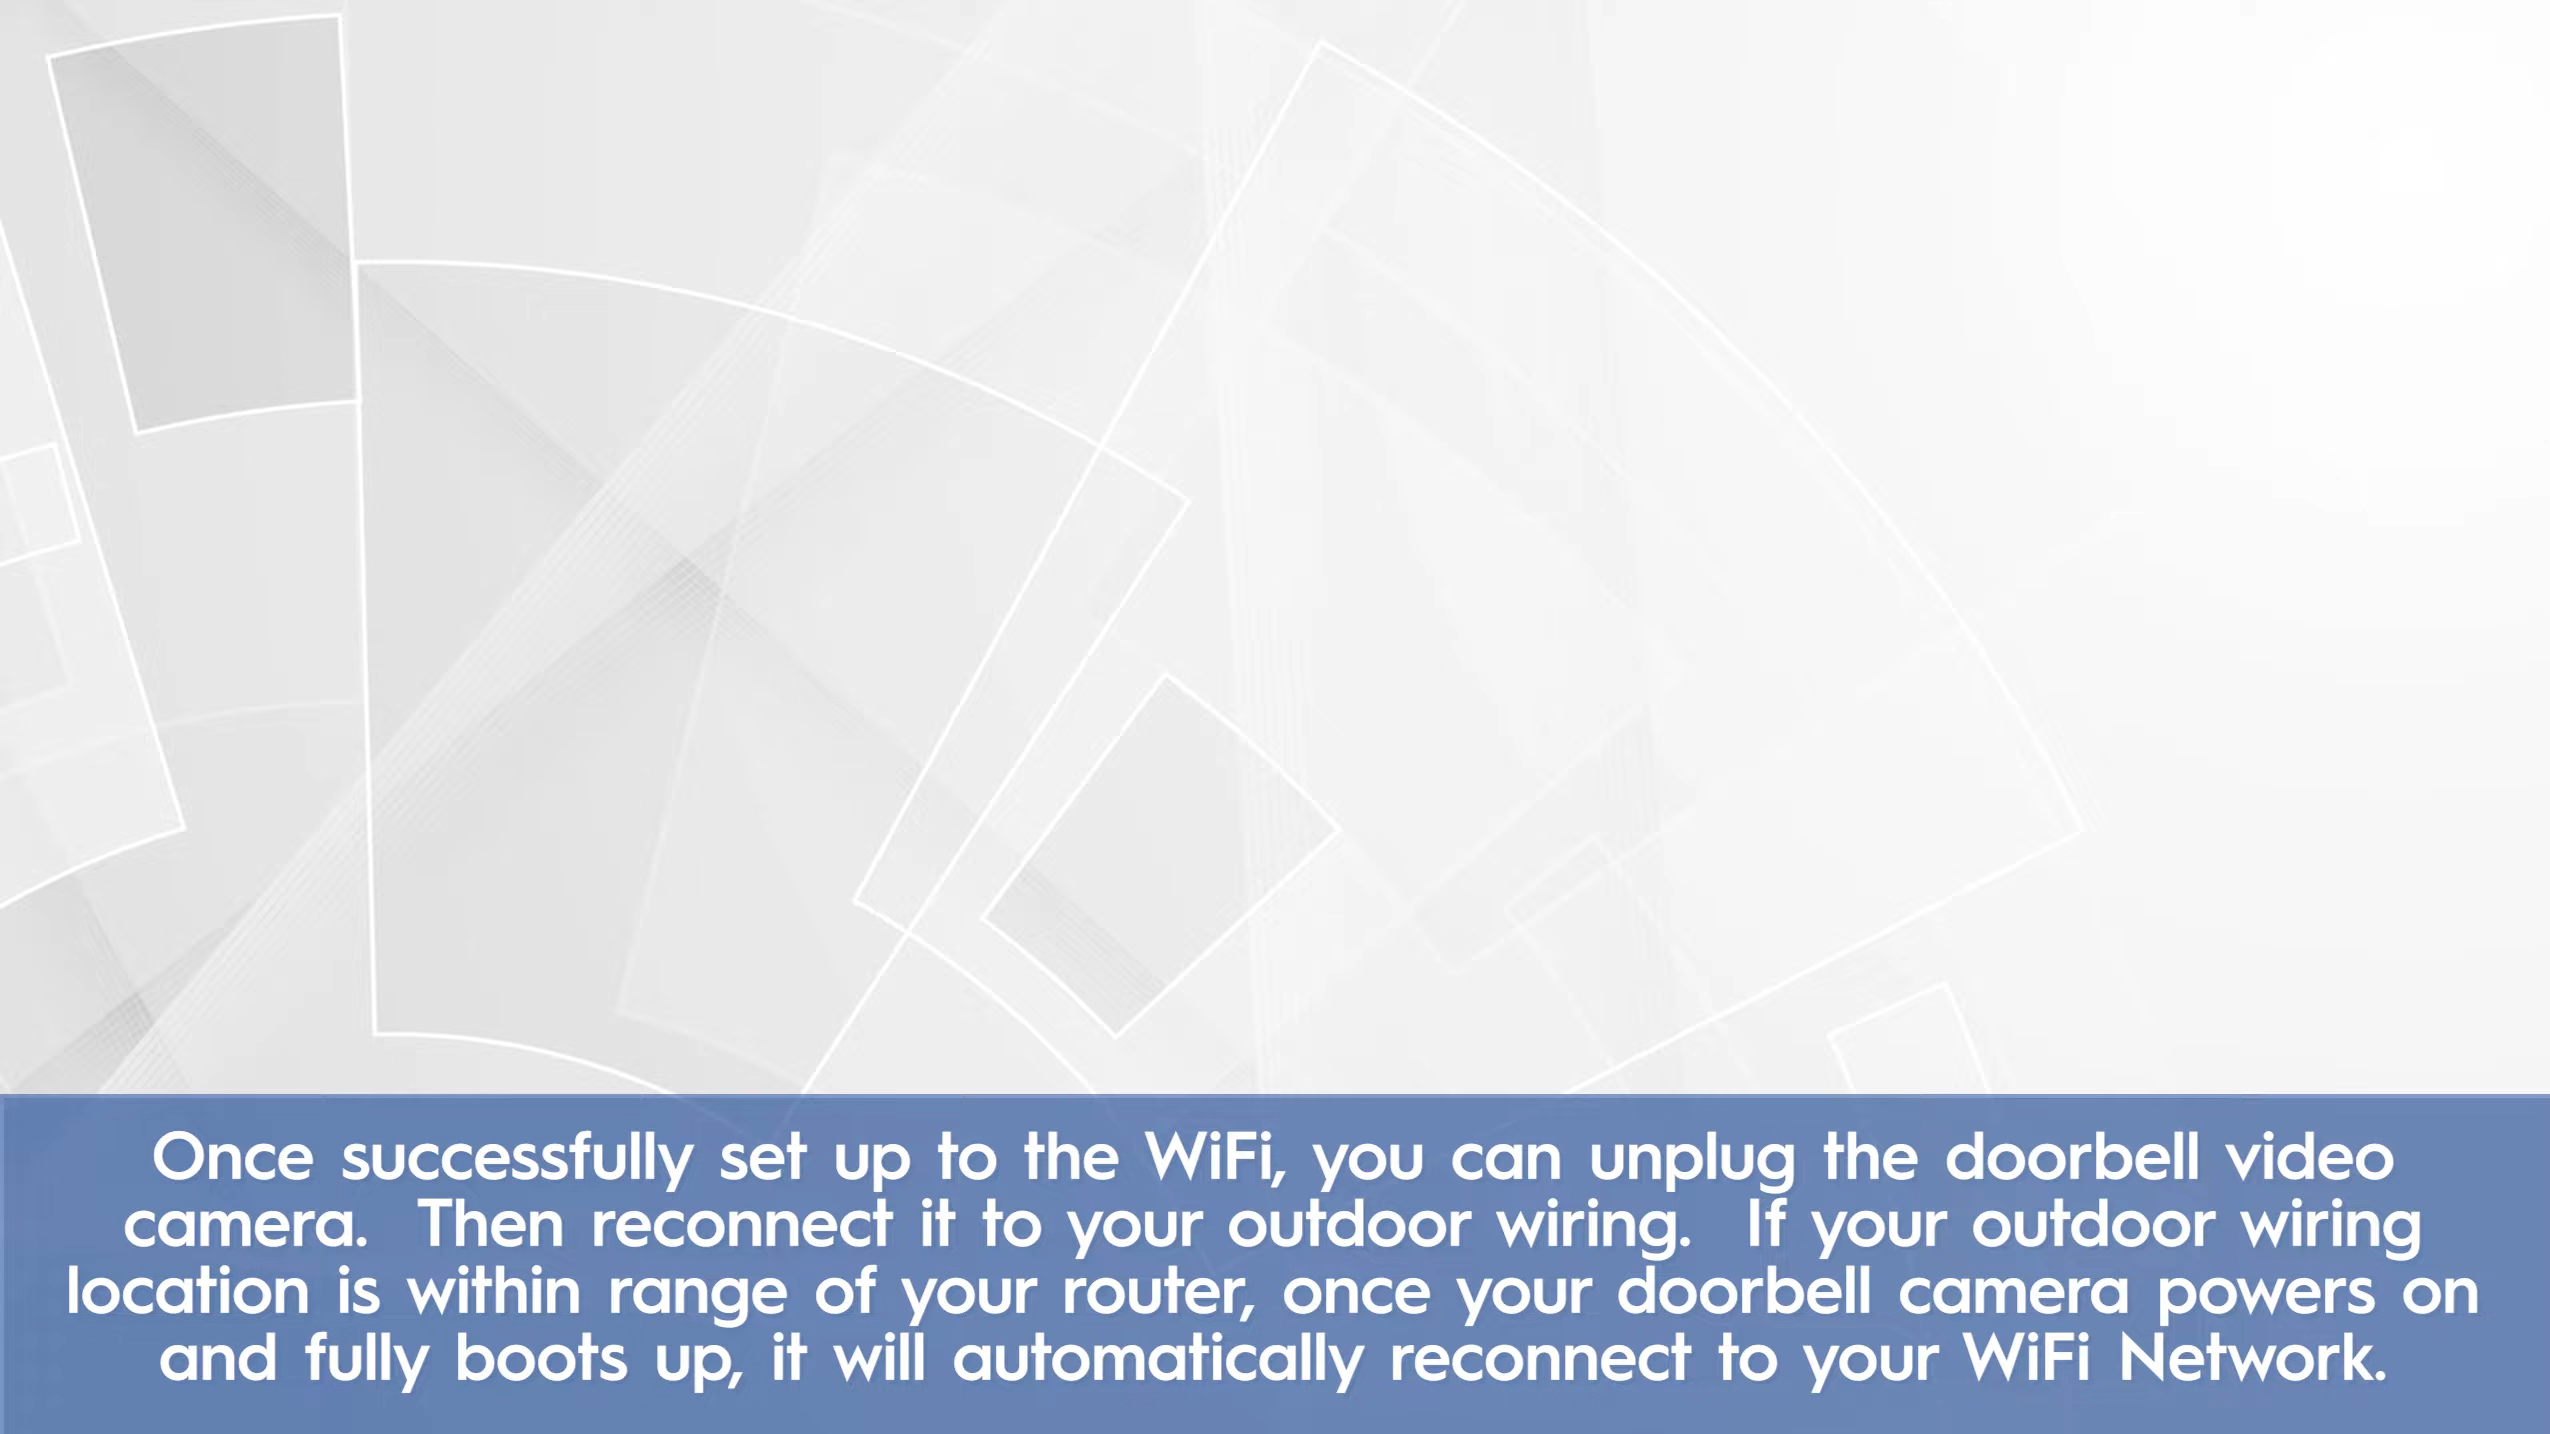 Once successfully set up to the WiFi, you can unplug the doorbell video
camera.  Then reconnect it to your outdoor wiring.  If your outdoor wiring
location is within range of your router, once your doorbell camera powers on
and fully boots up, it will automatically reconnect to your WiFi Network.